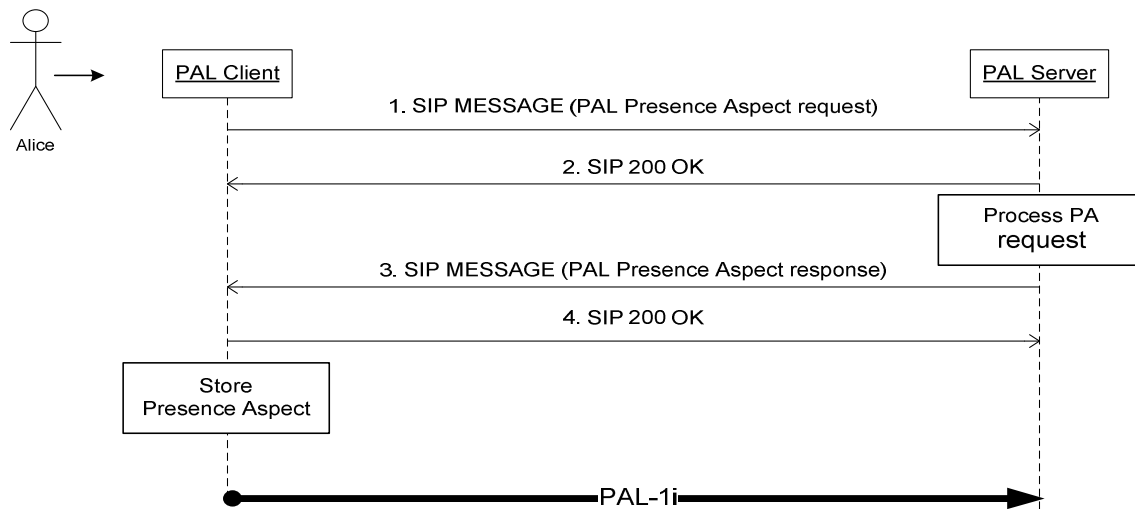 Alice
PAL Client
PAL Server
1. SIP MESSAGE (PAL Presence Aspect request)
2. SIP 200 OK
Process PA
request
3. SIP MESSAGE (PAL Presence Aspect response)
4. SIP 200 OK
Store
Presence Aspect
PAL-1i